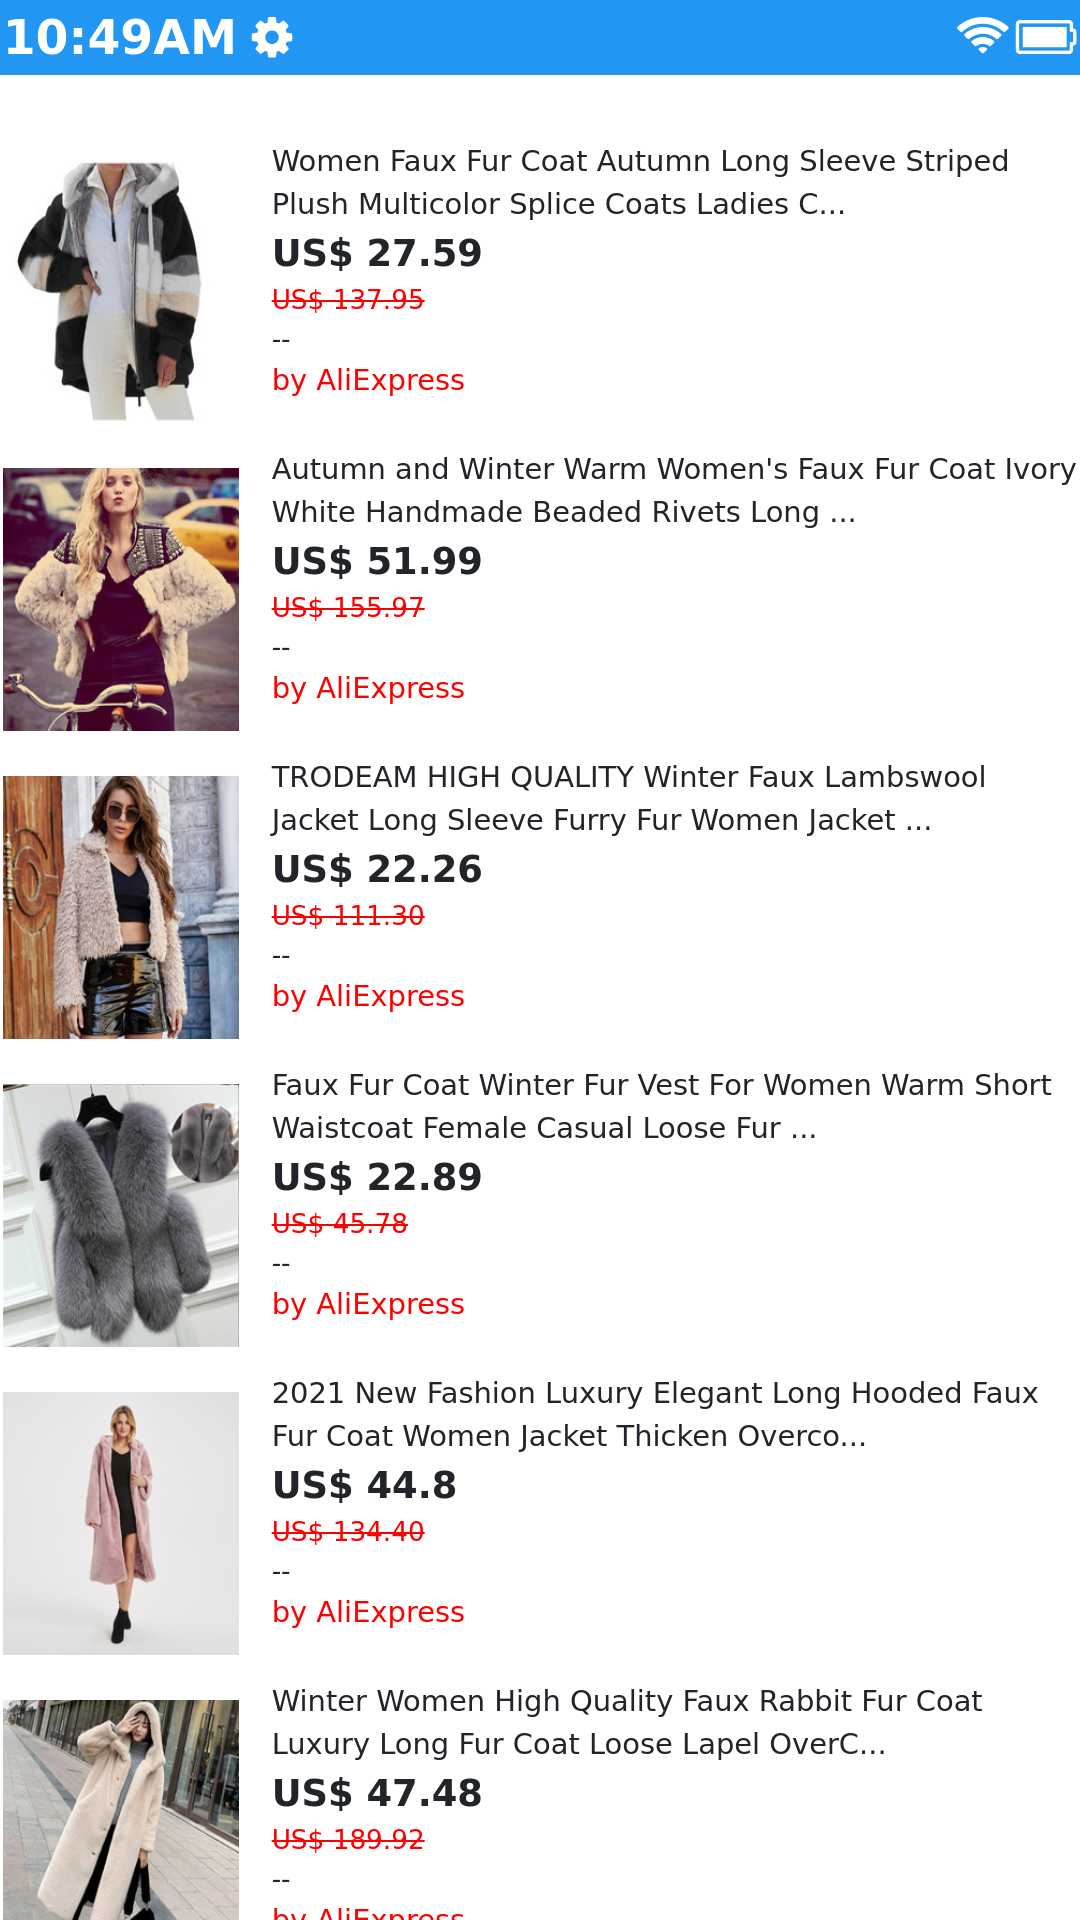 10:49AM
Women Faux Fur Coat Autumn Long Sleeve Striped
Plush Multicolor Splice Coats Ladies C...
US$ 27.59
US$ 137.95
--
by AliExpress
Autumn and Winter Warm Women's Faux Fur Coat Ivory
White Handmade Beaded Rivets Long ...
US$ 51.99
US$ 155.97
--
by AliExpress
TRODEAM HIGH QUALITY Winter Faux Lambswool
Jacket Long Sleeve Furry Fur Women Jacket ...
US$ 22.26
US$ 111.30
--
by AliExpress
Faux Fur Coat Winter Fur Vest For Women Warm Short
Waistcoat Female Casual Loose Fur ...
US$ 22.89
US$ 45.78
--
by AliExpress
2021 New Fashion Luxury Elegant Long Hooded Faux
Fur Coat Women Jacket Thicken Overco...
US$ 44.8
US$ 134.40
--
by AliExpress
Winter Women High Quality Faux Rabbit Fur Coat
Luxury Long Fur Coat Loose Lapel OverC...
US$ 47.48
US$ 189.92
--
by AliExpress